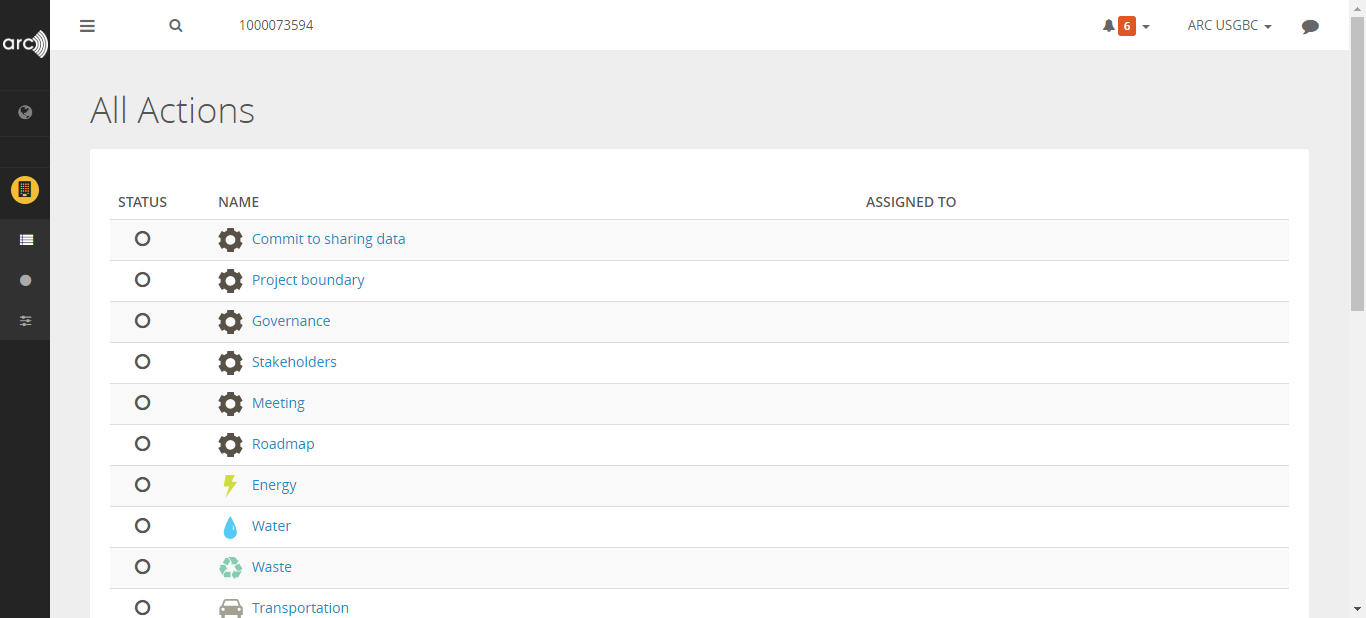 arc
1000073594
6
ARC USGBC
All Actions
STATUS NAME ASSIGNED TO
Commit to sharing data
Project boundary
Governance
Stakeholders
Meeting
Roadmap
Energy
Water
Waste
Transportation